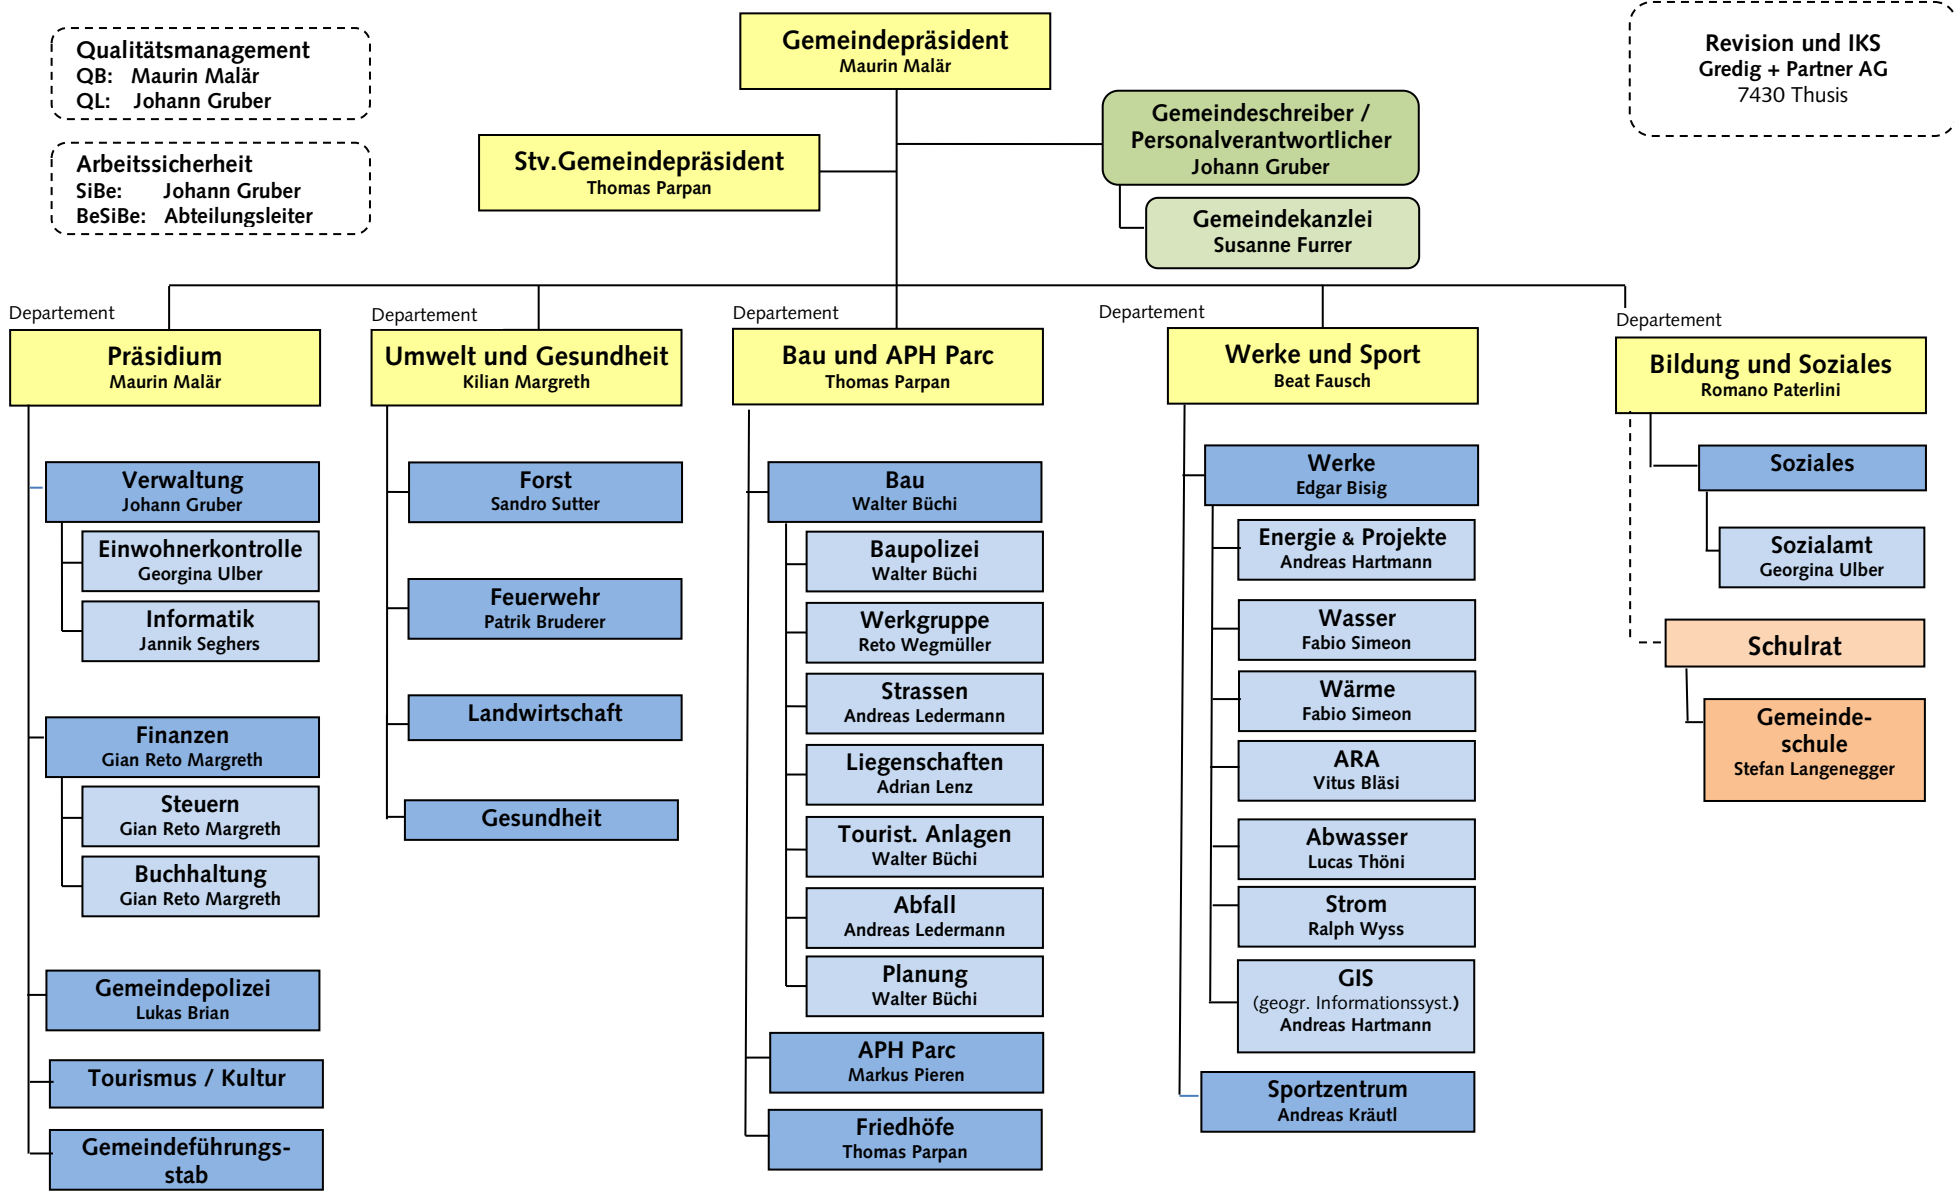 Qualitätsmanagement
QB: Maurin Malär
QL: Johann Gruber
Arbeitssicherheit
SiBe: Johann Gruber
BeSiBe: Abteilungsleiter
Gemeindepräsident
Maurin Malär
Stv.Gemeindepräsident
Thomas Parpan
Gemeindeschreiber /
Personalverantwortlicher
Johann Gruber
Gemeindekanzlei
Susanne Furrer
Revision und IKS
Gredig + Partner AG
7430 Thusis
Departement
Präsidium
Maurin Malär
Verwaltung
Johann Gruber
Einwohnerkontrolle
Georgina Ulber
Informatik
Jannik Seghers
Finanzen
Gian Reto Margreth
Steuern
Gian Reto Margreth
Buchhaltung
Gian Reto Margreth
Gemeindepolizei
Lukas Brian
Tourismus / Kultur
Gemeindeführungs-
stab
Departement
Umwelt und Gesundheit
Kilian Margreth
Forst
Sandro Sutter
Feuerwehr
Patrik Bruderer
Landwirtschaft
Gesundheit
Departement
Bau und APH Parc
Thomas Parpan
Bau
Walter Büchi
Baupolizei
Walter Büchi
Werkgruppe
Reto Wegmüller
Strassen
Andreas Ledermann
Liegenschaften
Adrian Lenz
Tourist. Anlagen
Walter Büchi
Abfall
Andreas Ledermann
Planung
Walter Büchi
APH Parc
Markus Pieren
Friedhöfe
Thomas Parpan
Departement
Werke und Sport
Beat Fausch
Werke
Edgar Bisig
Energie & Projekte
Andreas Hartmann
Wasser
Fabio Simeon
Wärme
Fabio Simeon
ARA
Vitus Bläsi
Abwasser
Lucas Thöni
Strom
Ralph Wyss
GIS
(geogr. Informationssyst.)
Andreas Hartmann
Sportzentrum
Andreas Kräutl
Departement
Bildung und Soziales
Romano Paterlini
Soziales
Sozialamt
Georgina Ulber
Schulrat
Gemeinde-
schule
Stefan Langenegger